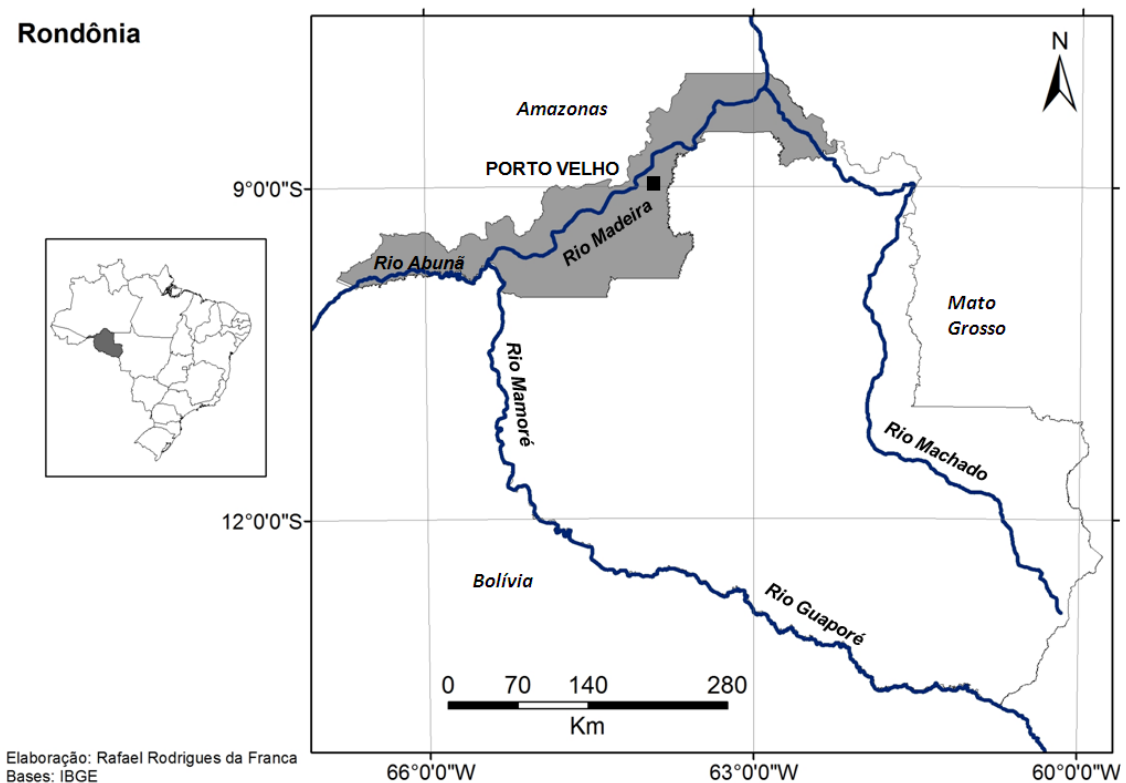 Rondônia
N
Amazonas
PORTO VELHO
9°0'0"S
Rio Madeira
Rio Abunã
Mato
Grosso
Rio Mamoré
Rio Machado
12°0'0"S
Bolívia
Rio Guaporé
0 70 140 280
Km
Elaboração: Rafael Rodrigues da Franca
Bases: IBGE
66°0'0"W 63°0'0"W 60°0'0"W